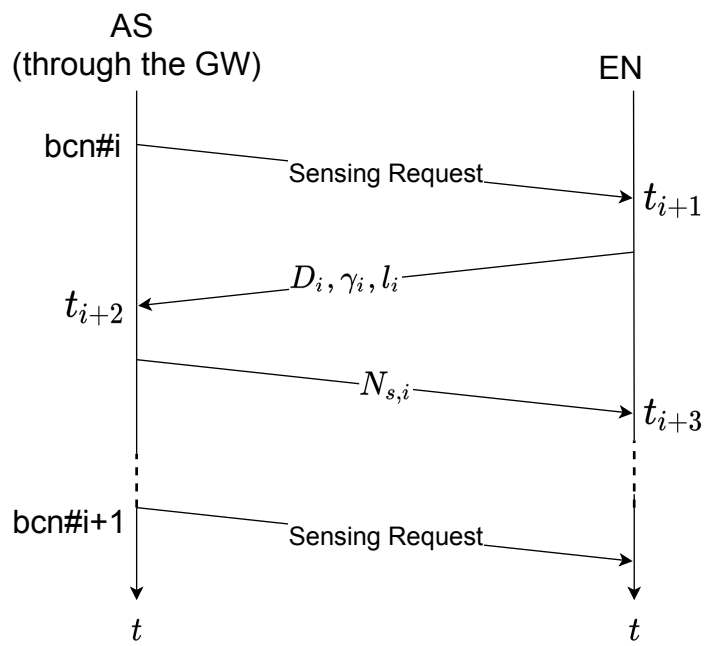 AS
(through the GW)
EN
bcn#i
Sensing Request
t_{i+1}
D_i, γ_i, l_i
t_{i+2}
N_{s,i}
t_{i+3}
bcn#i+1
Sensing Request
t
t